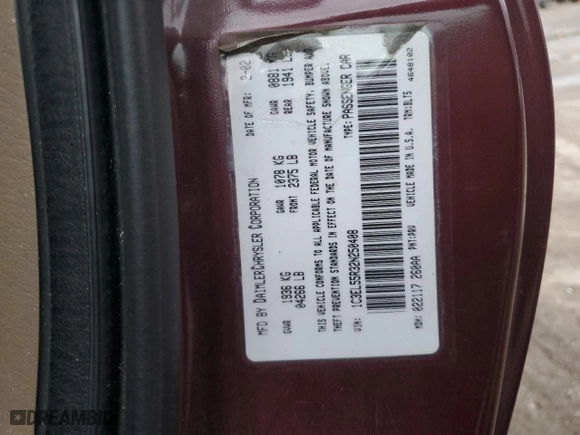 MFD BY DAIMLERCHRYSLER CORPORATION
DATE OF MFR: 2-02
GVWR GAWR GAWR
1936 KG 1078 KG 0881 KG
FRONT REAR
04266 LB 2375 LB 1941 LB
THIS VEHICLE CONFORMS TO ALL APPLICABLE FEDERAL MOTOR VEHICLE SAFETY, BUMPER AND
THEFT PREVENTION STANDARDS IN EFFECT ON THE DATE OF MANUFACTURE SHOWN ABOVE.
VIN: 1C3EL55R32N250408 TYPE: PASSENGER CAR
MDH: 022117 260AA PNT:PRV VEHICLE MADE IN U.S.A. TRM:BLT5
4648102
DREAMBID